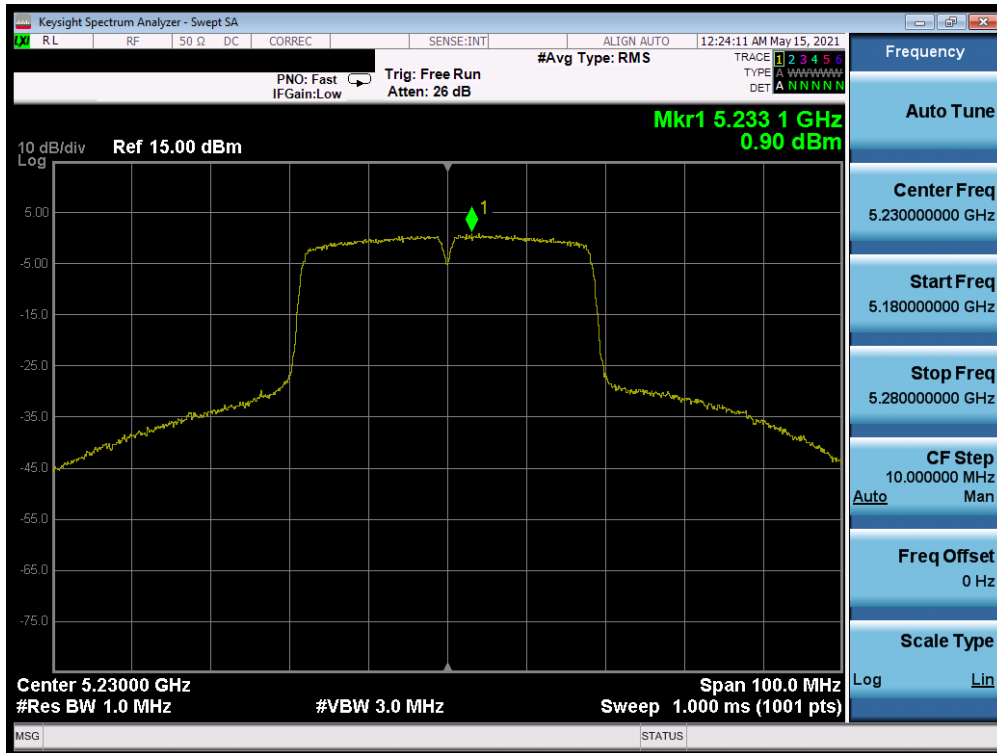 Keysight Spectrum Analyzer - Swept SA
LXI RL RF 50 Ω DC CORREC SENSE:INT ALIGN AUTO 12:24:11 AM May 15, 2021
PNO: Fast
IFGain:Low
Trig: Free Run
Atten: 26 dB
#Avg Type: RMS
TRACE 1 2 3 4 5 6
TYPE A WWWWW
DET A N N N N N
Mkr1 5.233 1 GHz
0.90 dBm
10 dB/div Ref 15.00 dBm
Log
5.00
-5.00
-15.0
-25.0
-35.0
-45.0
-55.0
-65.0
-75.0
1
Center 5.23000 GHz Span 100.0 MHz
#Res BW 1.0 MHz #VBW 3.0 MHz Sweep 1.000 ms (1001 pts)
MSG STATUS
Frequency
Auto Tune
Center Freq
5.230000000 GHz
Start Freq
5.180000000 GHz
Stop Freq
5.280000000 GHz
CF Step
10.000000 MHz
Auto Man
Freq Offset
0 Hz
Scale Type
Log Lin